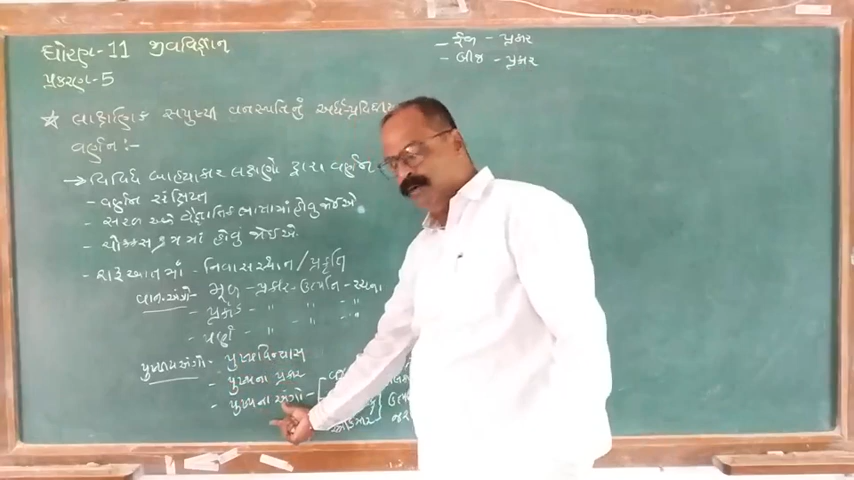 ધોરણ-11 જીવવિજ્ઞાન
પ્રકરણ-5
☆ લાક્ષણિક સપુષ્પી વનસ્પતિનું અર્ધ-પ્રવિધીય
વર્ણન:-
→ વિવિધ બાહ્યાકાર લક્ષણો દ્વારા વર્ણન
- વર્ણન સંક્ષિપ્ત
- સરળ અને વૈજ્ઞાનિક ભાષામાં હોવુ જોઈએ
- ચોક્કસ ક્રમમાં હોવું જોઈએ.
- શરૂઆતમાં - નિવાસસ્થાન / પ્રકૃતિ
વાન.અંગો- મૂળ - પ્રકાર - ઉત્પત્તિ - રચના
- પ્રકાંડ - " " - "
- પર્ણ - " - " - "
પુષ્પીય અંગો - પુષ્પવિન્યાસ
- પુષ્પના પ્રકાર
- પુષ્પના અંગો -
- ફળ - પ્રકાર
- બીજ - પ્રકાર